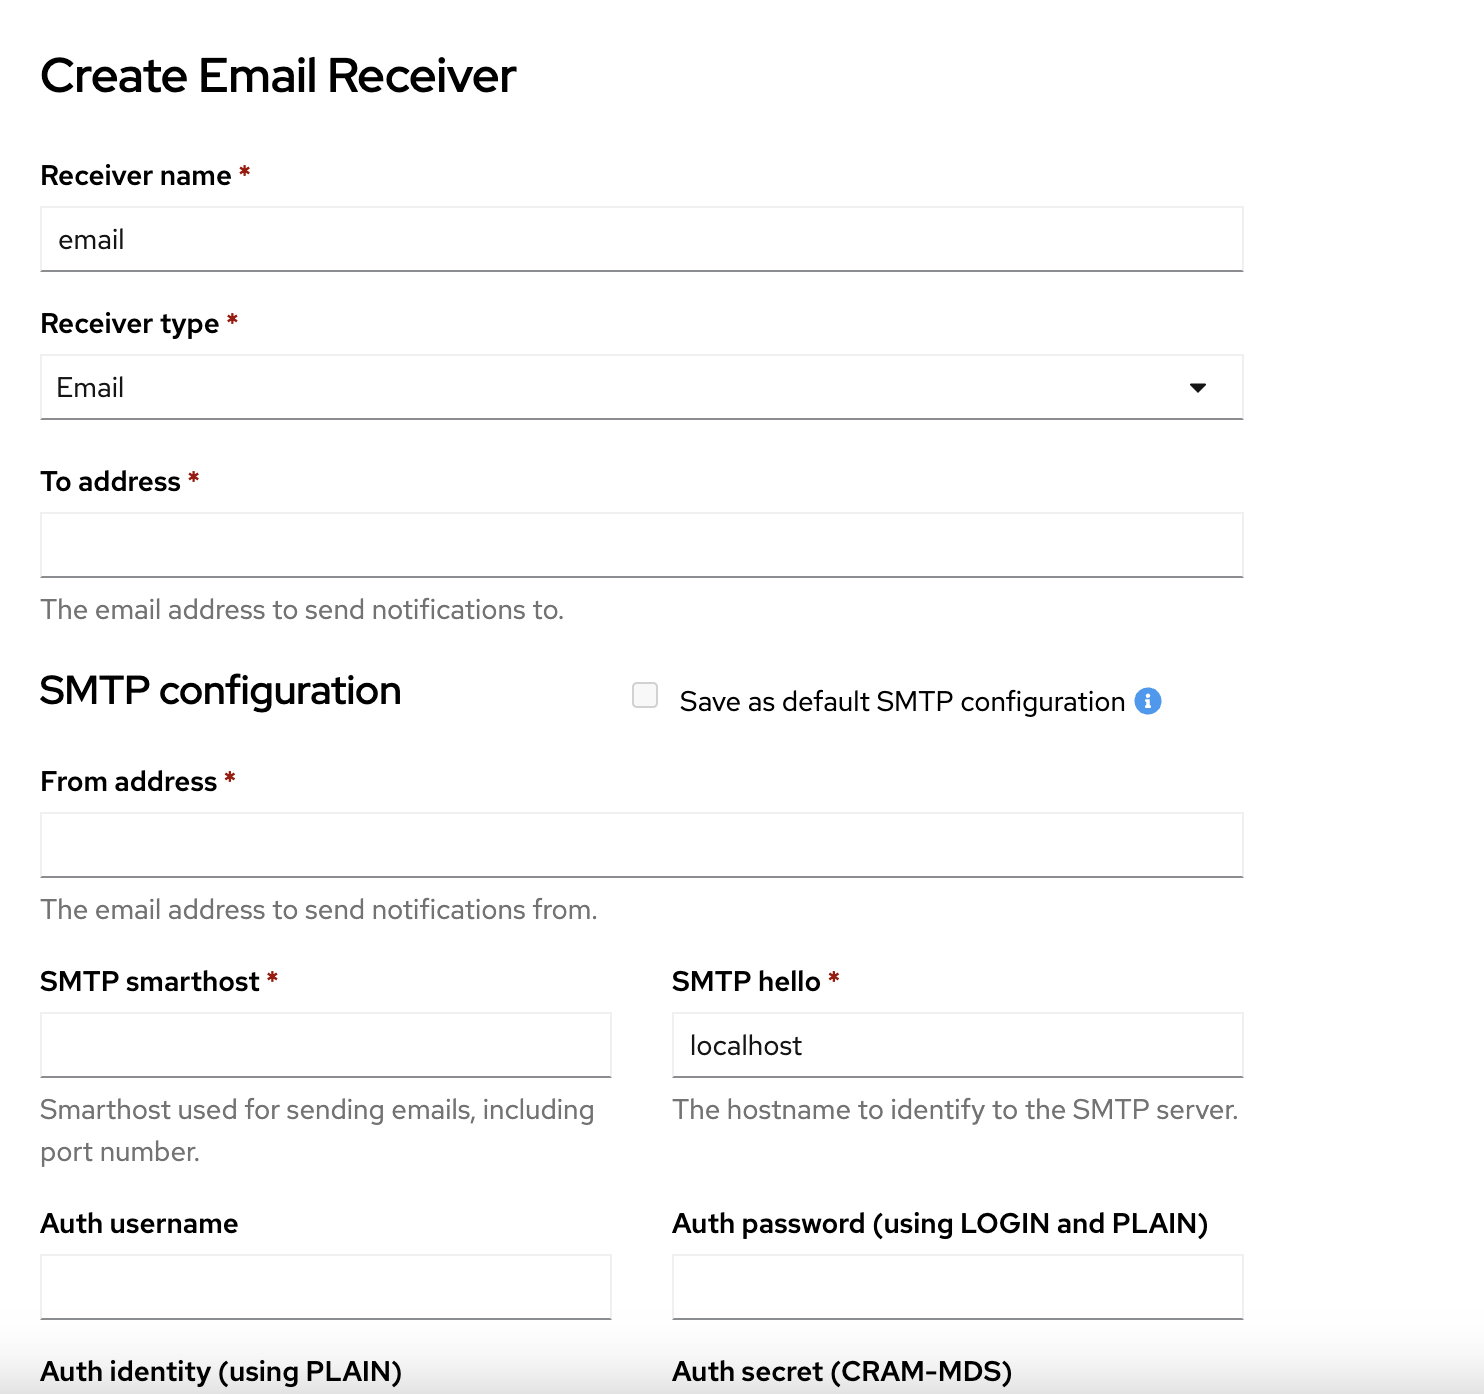 Create Email Receiver
Receiver name *
email
Receiver type *
Email
To address *
The email address to send notifications to.
SMTP configuration
Save as default SMTP configuration
From address *
The email address to send notifications from.
SMTP smarthost *
SMTP hello *
localhost
Smarthost used for sending emails, including
port number.
The hostname to identify to the SMTP server.
Auth username
Auth password (using LOGIN and PLAIN)
Auth identity (using PLAIN)
Auth secret (CRAM-MDS)